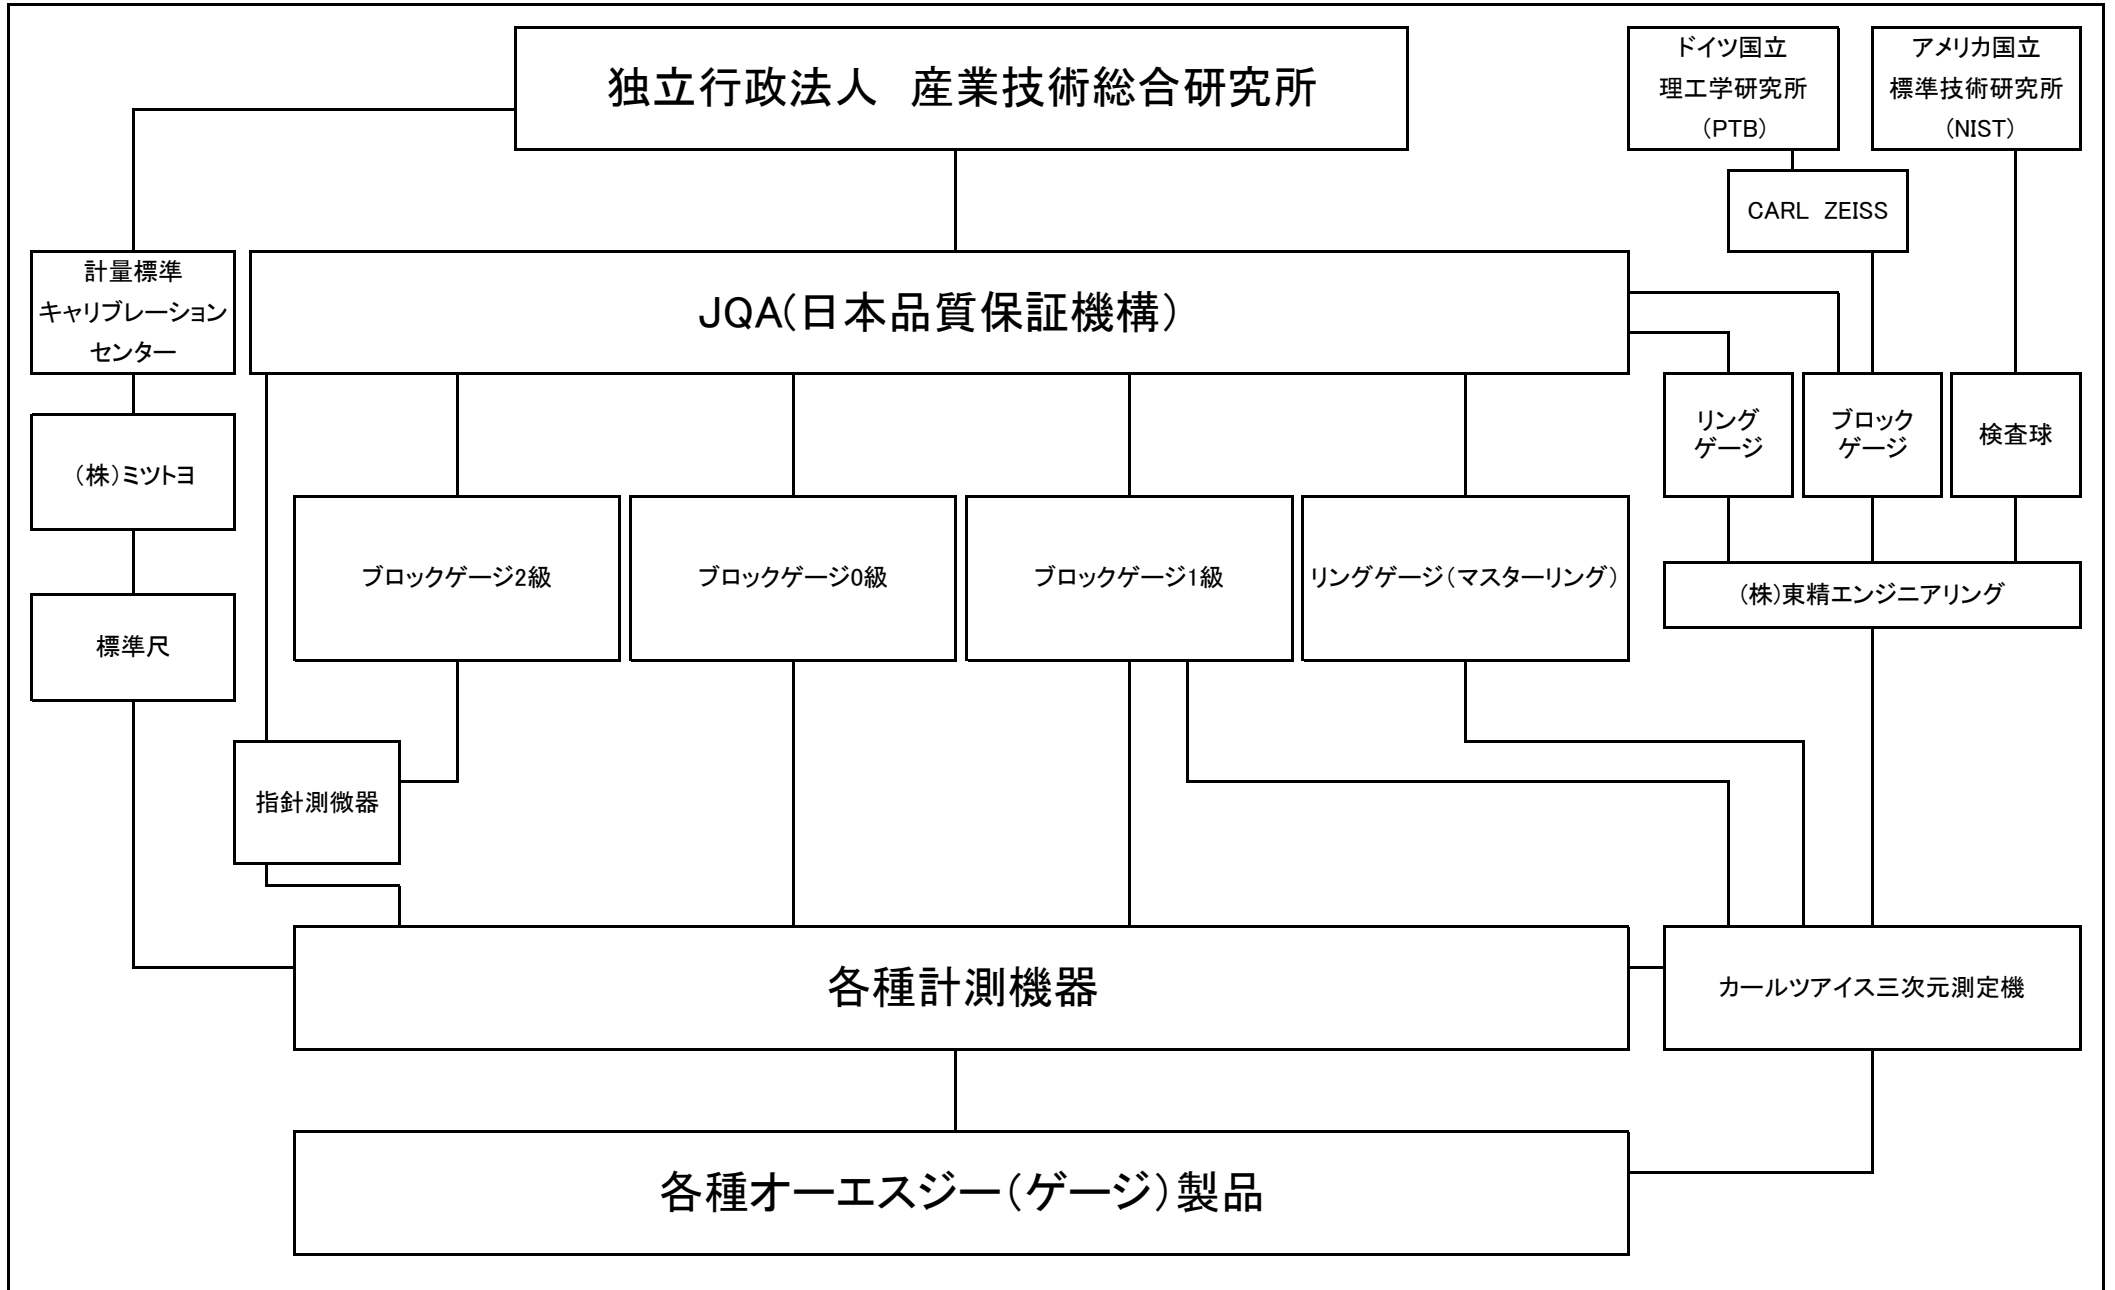 独立行政法人　産業技術総合研究所
ドイツ国立
理工学研究所
（PTB）
アメリカ国立
標準技術研究所
（NIST）
CARL　ZEISS
計量標準
キャリブレーション
センター
JQA(日本品質保証機構）
リング
ゲージ
ブロック
ゲージ
検査球
（株）ミツトヨ
ブロックゲージ2級
ブロックゲージ0級
ブロックゲージ1級
リングゲージ（マスターリング）
（株）東精エンジニアリング
標準尺
指針測微器
各種計測機器
カールツアイス三次元測定機
各種オーエスジー（ゲージ）製品